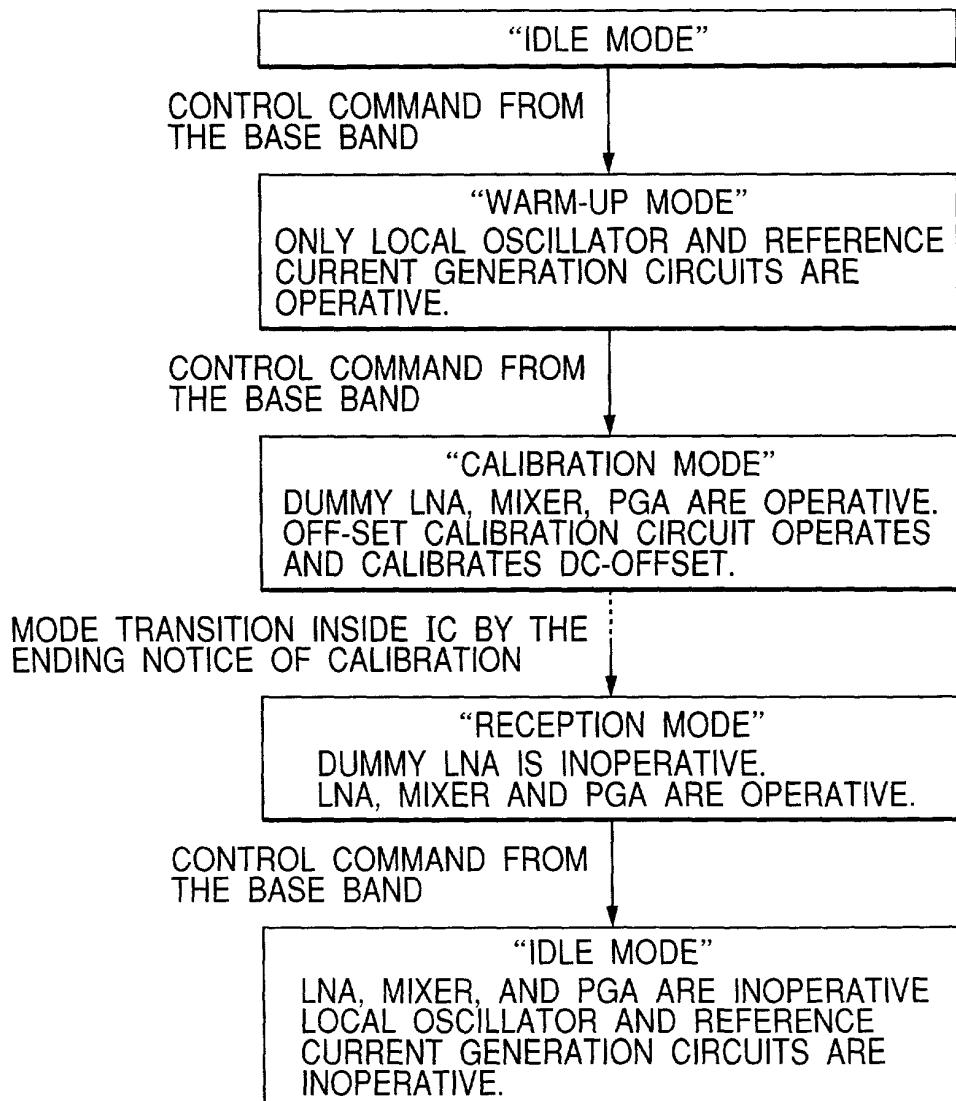 “IDLE MODE”
CONTROL COMMAND FROM
THE BASE BAND
“WARM-UP MODE”
ONLY LOCAL OSCILLATOR AND REFERENCE
CURRENT GENERATION CIRCUITS ARE
OPERATIVE.
CONTROL COMMAND FROM
THE BASE BAND
“CALIBRATION MODE”
DUMMY LNA, MIXER, PGA ARE OPERATIVE.
OFF-SET CALIBRATION CIRCUIT OPERATES
AND CALIBRATES DC-OFFSET.
MODE TRANSITION INSIDE IC BY THE
ENDING NOTICE OF CALIBRATION
“RECEPTION MODE”
DUMMY LNA IS INOPERATIVE.
LNA, MIXER AND PGA ARE OPERATIVE.
CONTROL COMMAND FROM
THE BASE BAND
“IDLE MODE”
LNA, MIXER, AND PGA ARE INOPERATIVE
LOCAL OSCILLATOR AND REFERENCE
CURRENT GENERATION CIRCUITS ARE
INOPERATIVE.